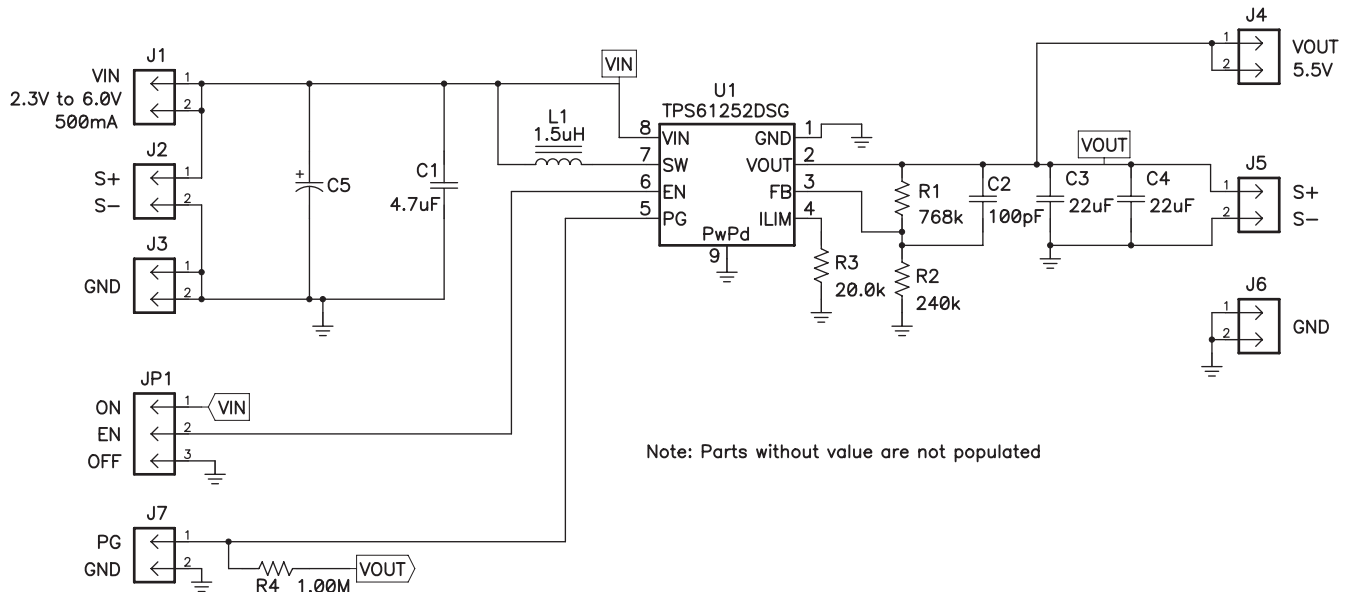 J1
VIN
2.3V to 6.0V
500mA
1
2
J2
S+
S-
1
2
J3
GND
1
2
+
C5
C1
4.7uF
VIN
L1
1.5uH
U1
TPS61252DSG
8 VIN
7 SW
6 EN
5 PG
GND 1
VOUT 2
FB 3
ILIM 4
PwPd
9
R3
20.0k
R1
768k
R2
240k
C2
100pF
C3
22uF
VOUT
C4
22uF
J4
1
2
VOUT
5.5V
J5
1
2
S+
S-
J6
1
2
GND
JP1
ON 1 VIN
EN 2
OFF 3
Note: Parts without value are not populated
J7
PG 1
GND 2
R4 1.00M
VOUT